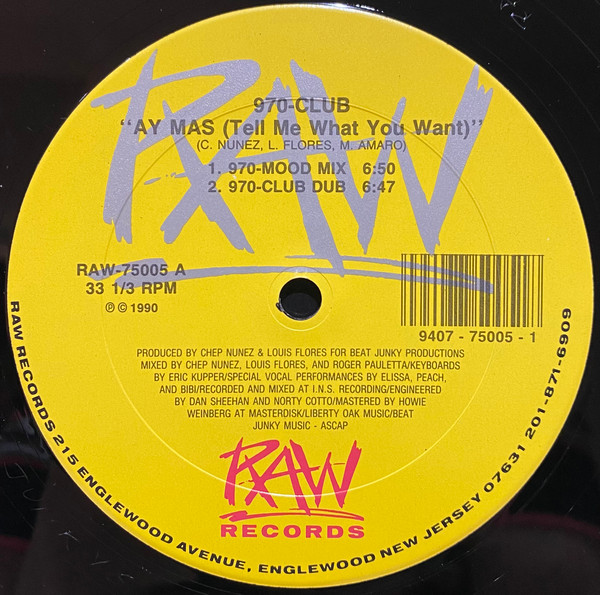 RAW
970-CLUB
"AY MAS (Tell Me What You Want)"
(C. NUNEZ, L. FLORES, M. AMARO)
1. 970-MOOD MIX 6:50
2. 970-CLUB DUB 6:47
RAW-75005 A
33 1/3 RPM
℗ © 1990
9407 - 75005 - 1
PRODUCED BY CHEP NUNEZ & LOUIS FLORES FOR BEAT JUNKY PRODUCTIONS
MIXED BY CHEP NUNEZ, LOUIS FLORES, AND ROGER PAULETTA/KEYBOARDS
BY ERIC KUPPER/SPECIAL VOCAL PERFORMANCES BY ELISSA, PEACH,
AND BIBI/RECORDED AND MIXED AT I.N.S. RECORDING/ENGINEERED
BY DAN SHEEHAN AND NORTY COTTO/MASTERED BY HOWIE
WEINBERG AT MASTERDISK/LIBERTY OAK MUSIC/BEAT
JUNKY MUSIC - ASCAP
RAW
RECORDS
RAW RECORDS 215 ENGLEWOOD AVENUE, ENGLEWOOD NEW JERSEY 07631 201-871-6909